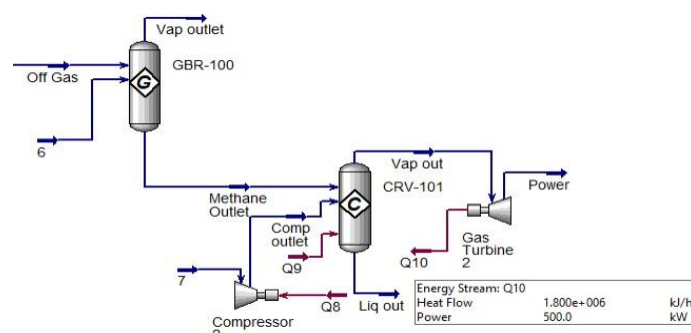 Vap outlet
GBR-100
Off Gas
G
6
Vap out
CRV-101
Power
Methane
Outlet
Comp
outlet
C
Q9
Gas
Turbine
2
Q10
7
Q8
Liq out
Compressor
Energy Stream: Q10
Heat Flow 1.800e+006 kJ/h
Power 500.0 kW